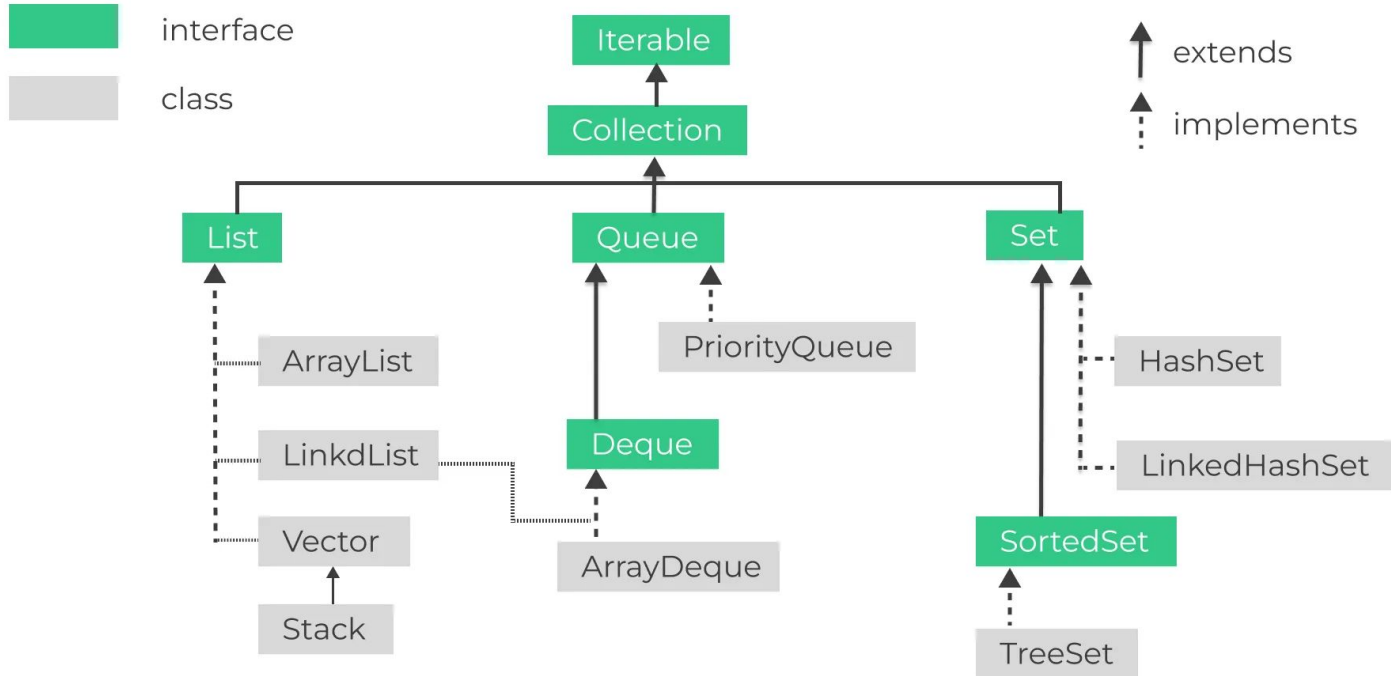 interface
class
Iterable
extends
implements
Collection
List
Queue
Set
ArrayList
PriorityQueue
HashSet
LinkdList
Deque
LinkedHashSet
Vector
ArrayDeque
SortedSet
Stack
TreeSet